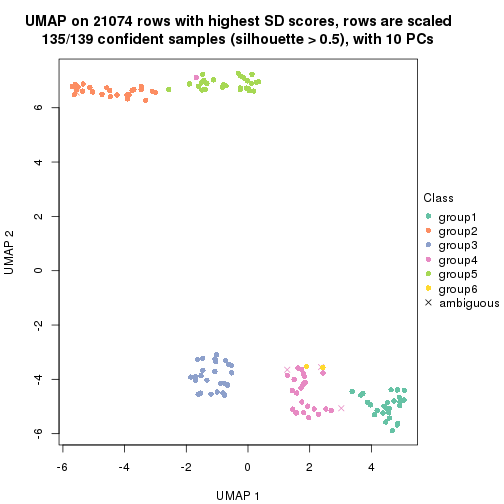 UMAP on 21074 rows with highest SD scores, rows are scaled
135/139 confident samples (silhouette > 0.5), with 10 PCs
6
4
2
0
-2
-4
-6
UMAP 2
-6
-4
-2
0
2
4
UMAP 1
Class
group1
group2
group3
group4
group5
group6
ambiguous